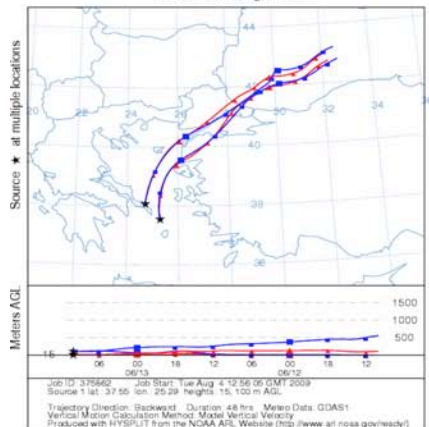 Source ★ at multiple locations
44
42
40
38
36
20
22
24
26
28
30
32
34
36
Meters AGL
1500
1000
500
15
06 00 18 12 06 00 18 12
06/13 06/12
Job ID: 375862 Job Start: Tue Aug 4 12:56:05 GMT 2009
Source 1 lat.: 37.55 lon.: 25.29 heights: 15, 100 m AGL
Trajectory Direction: Backward Duration: 48 hrs Meteo Data: GDAS1
Vertical Motion Calculation Method: Model Vertical Velocity
Produced with HYSPLIT from the NOAA ARL Website (http://www.arl.noaa.gov/ready/)